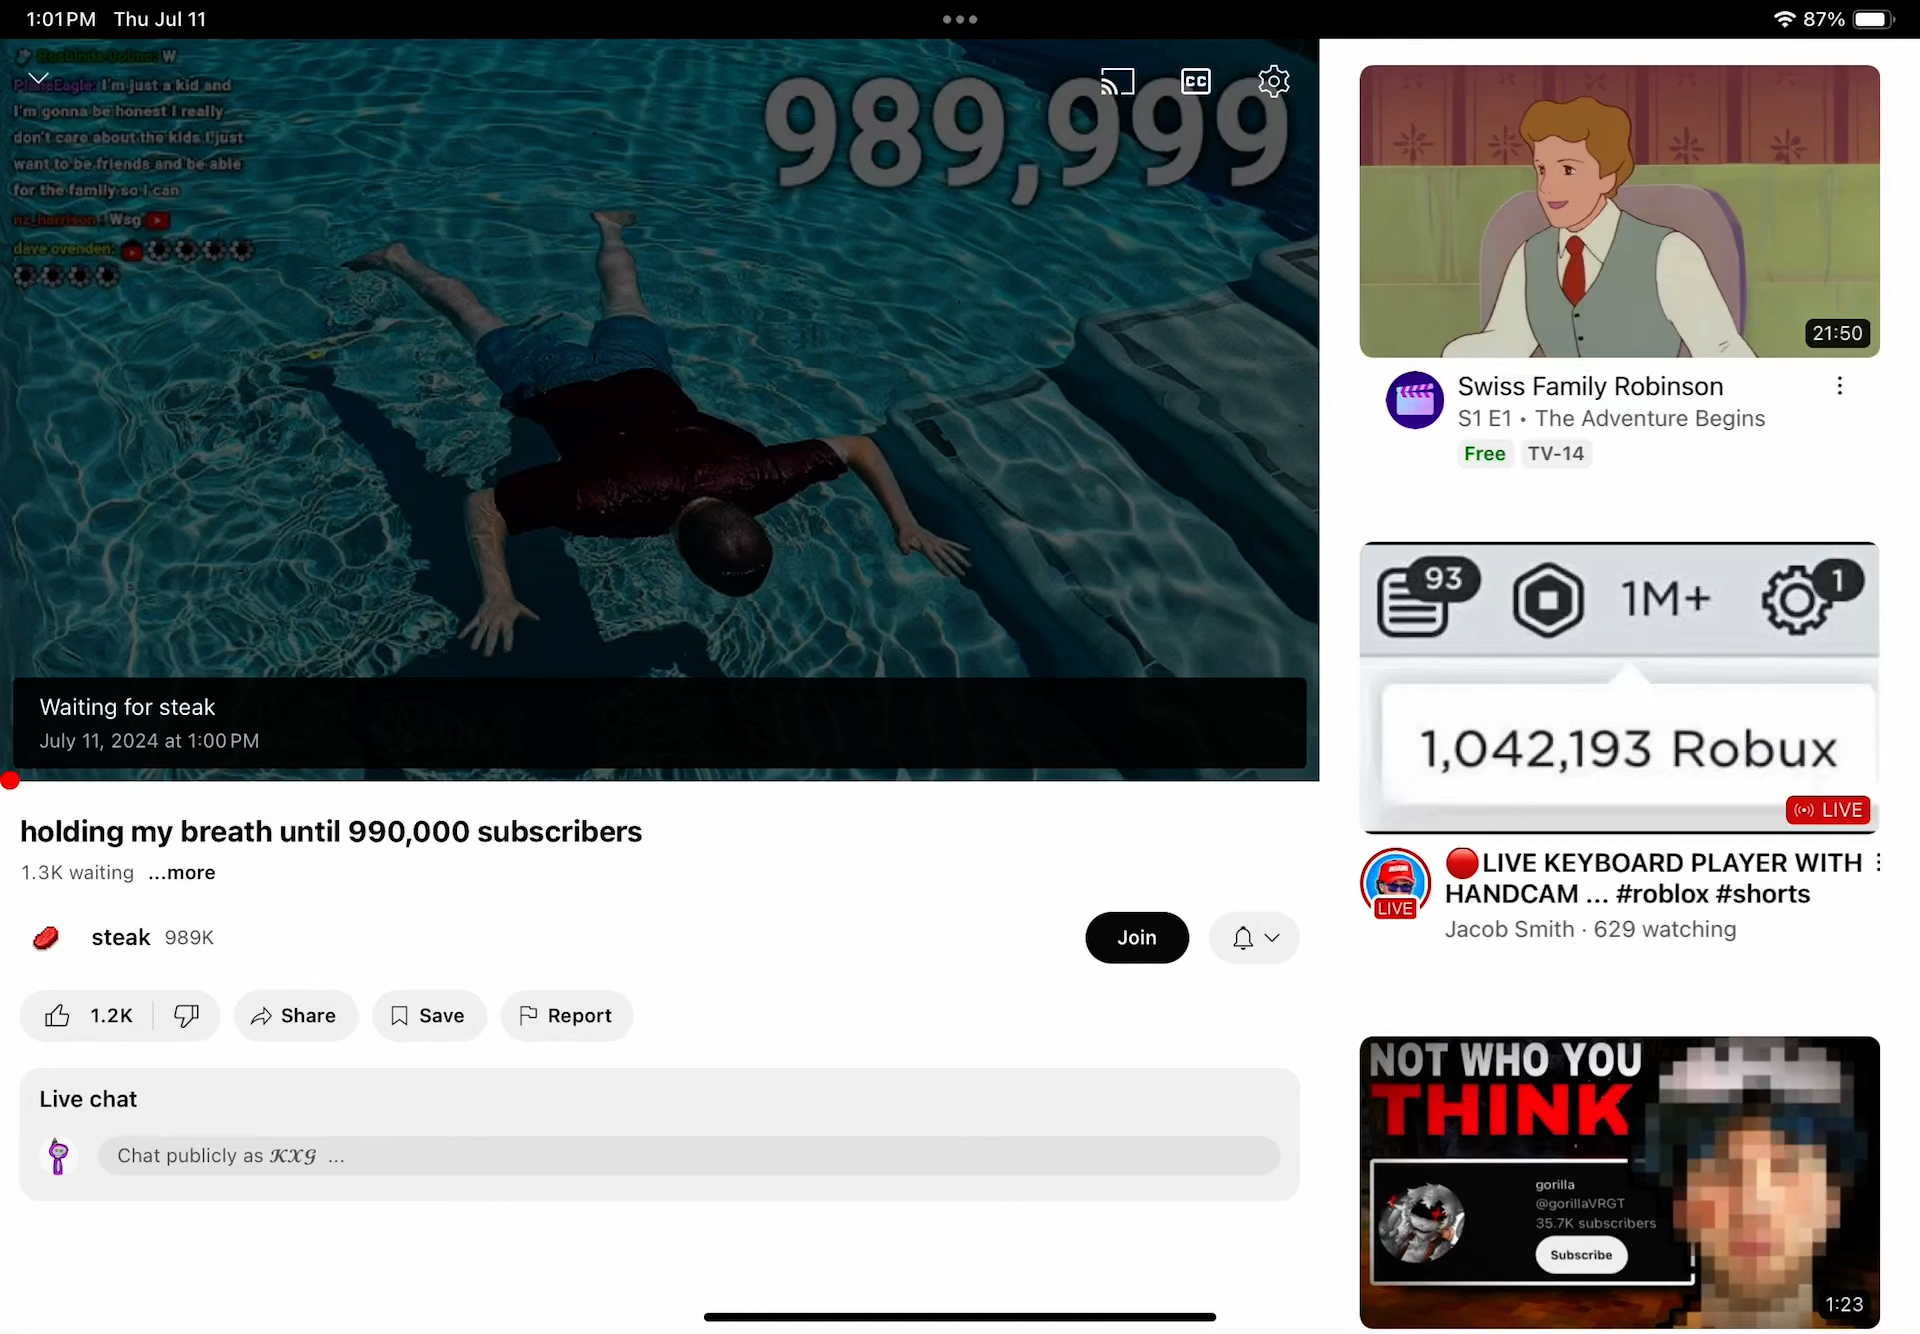 1:01 PM Thu Jul 11
87%
W
PlaneEagle: I'm just a kid and
I'm gonna be honest I really
don't care about the kids I just
want to be friends and be able
for the family so I can
nz_harrison: Wsg
dave ovenden:
989,999
CC
Waiting for steak
July 11, 2024 at 1:00 PM
holding my breath until 990,000 subscribers
1.3K waiting ...more
steak 989K
Join
1.2K
Share
Save
Report
Live chat
Chat publicly as 𝓚𝓧𝓖 ...
21:50
Swiss Family Robinson
S1 E1 • The Adventure Begins
Free TV-14
93
1M+
1
1,042,193 Robux
LIVE
LIVE
🔴LIVE KEYBOARD PLAYER WITH
HANDCAM ... #roblox #shorts
Jacob Smith · 629 watching
NOT WHO YOU
THINK
gorilla
@gorillaVRGT
35.7K subscribers
Subscribe
1:23